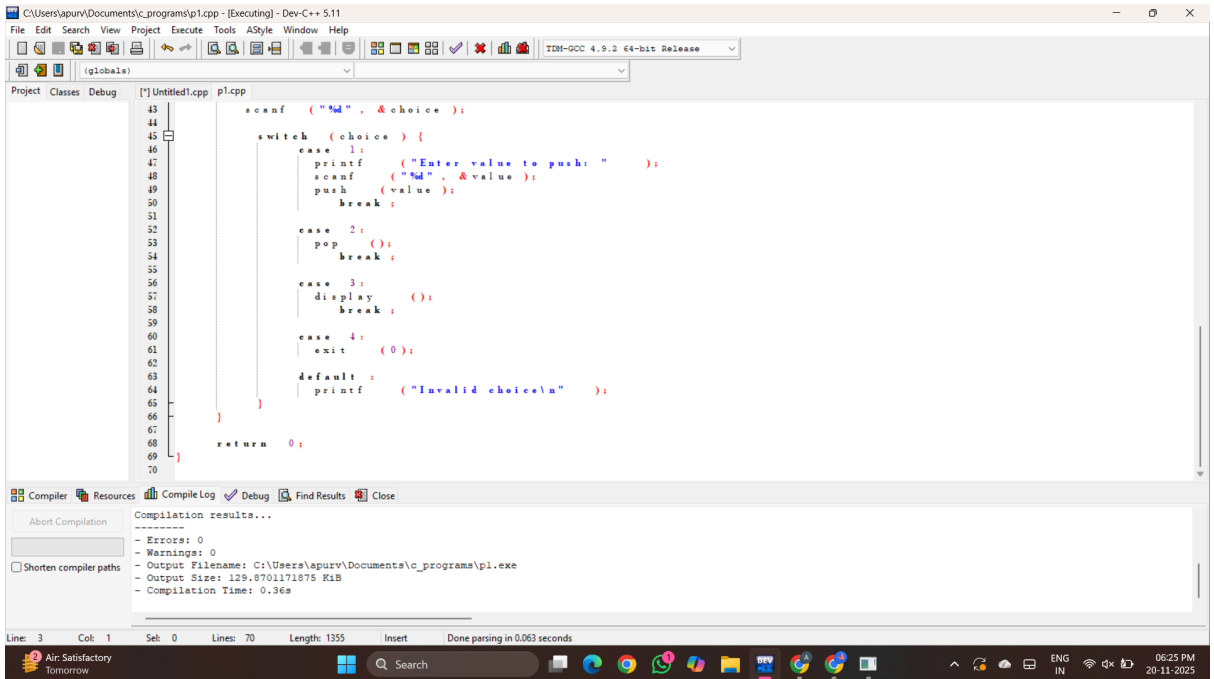 C:\Users\apurv\Documents\c_programs\p1.cpp - [Executing] - Dev-C++ 5.11
File Edit Search View Project Execute Tools AStyle Window Help
TDM-GCC 4.9.2 64-bit Release
(globals)
Project Classes Debug [*] Untitled1.cpp p1.cpp
43 scanf ("%d", &choice );
44
45 switch (choice ) {
46 case 1:
47 printf ("Enter value to push: " );
48 scanf ("%d", &value );
49 push (value );
50 break ;
51
52 case 2:
53 pop ();
54 break ;
55
56 case 3:
57 display ();
58 break ;
59
60 case 4:
61 exit (0);
62
63 default :
64 printf ("Invalid choice\n" );
65 }
66 }
67
68 return 0;
69 }
70
Compiler Resources Compile Log Debug Find Results Close
Abort Compilation
Shorten compiler paths
Compilation results...
--------
- Errors: 0
- Warnings: 0
- Output Filename: C:\Users\apurv\Documents\c_programs\p1.exe
- Output Size: 129.8701171875 KiB
- Compilation Time: 0.36s
Line: 3 Col: 1 Sel: 0 Lines: 70 Length: 1355 Insert Done parsing in 0.063 seconds
2 Air: Satisfactory
Tomorrow
Search
DEV
ENG
IN
06:25 PM
20-11-2025